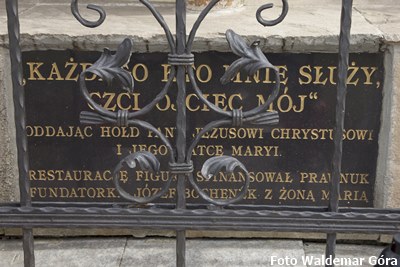 „KAŻDEGO KTO MNIE SŁUŻY,
CZCI OJCIEC MÓJ“
ODDAJĄC HOŁD PANU JEZUSOWI CHRYSTUSOWI
I JEGO MATCE MARYI.
RESTAURACJĘ FIGURY SFINANSOWAŁ PRAWNUK
FUNDATORKI JÓZEF BOCHENEK Z ŻONĄ MARIĄ
Foto Waldemar Góra